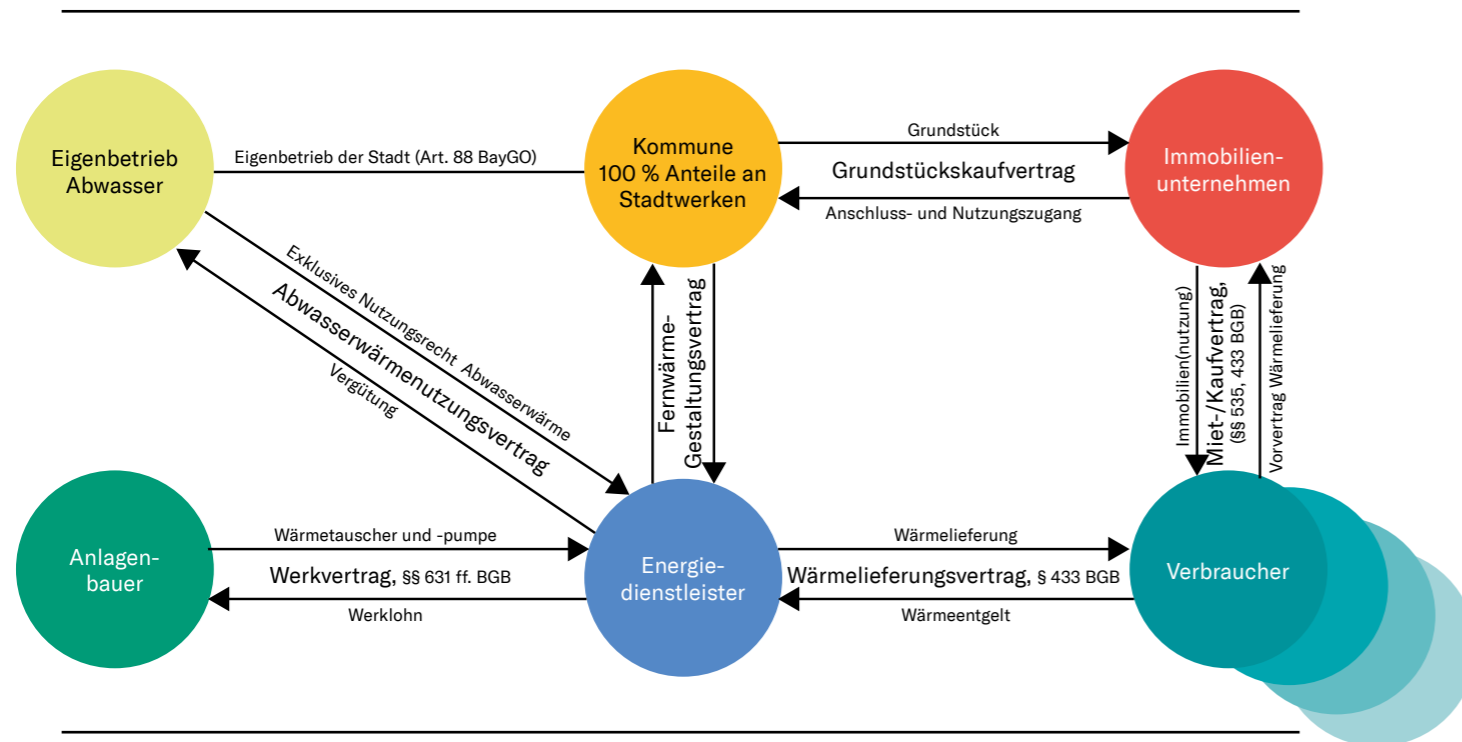 Eigenbetrieb
Abwasser
Eigenbetrieb der Stadt (Art. 88 BayGO)
Kommune
100 % Anteile an
Stadtwerken
Grundstück
Grundstückskaufvertrag
Anschluss- und Nutzungszugang
Immobilien-
unternehmen
Exklusives Nutzungsrecht Abwasserwärme
Abwasserwärmenutzungsvertrag
Vergütung
Fernwärme-
Gestaltungsvertrag
Immobilien(nutzung)
Miet-/Kaufvertrag,
(§§ 535, 433 BGB)
Vorvertrag Wärmelieferung
Anlagen-
bauer
Wärmetauscher und -pumpe
Werkvertrag, §§ 631 ff. BGB
Werklohn
Energie-
dienstleister
Wärmelieferung
Wärmelieferungsvertrag, § 433 BGB
Wärmeentgelt
Verbraucher